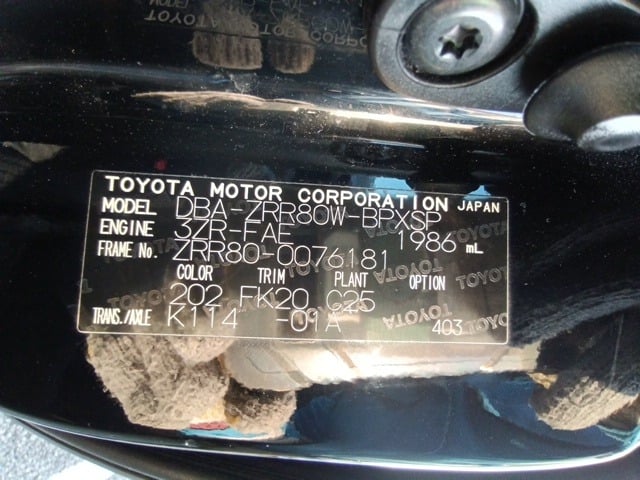 TOYOTA MOTOR CORPORATION JAPAN
MODEL DBA-ZRR80W-BPXSP
ENGINE 3ZR-FAE 1986 mL
FRAME No. ZRR80-0076181
COLOR TRIM PLANT OPTION
202 FK20 C25
TRANS./AXLE K114 -01A 403